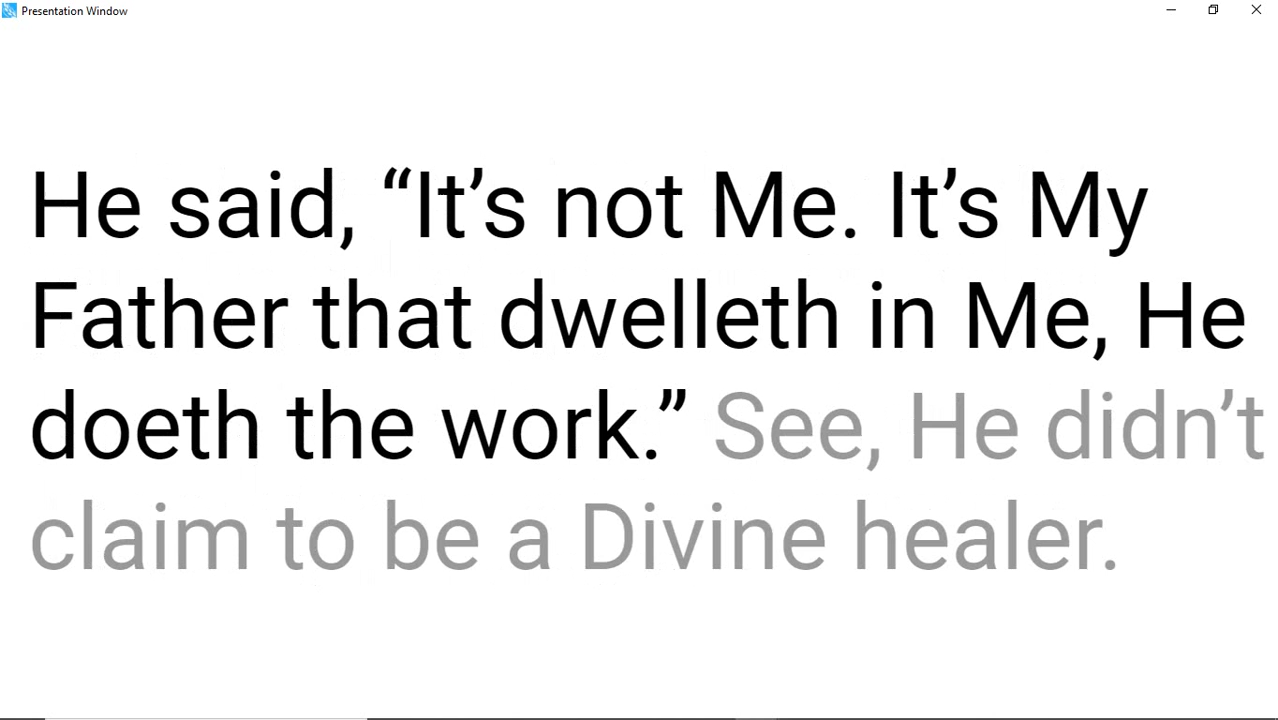 Presentation Window
He said, “It’s not Me. It’s My
Father that dwelleth in Me, He
doeth the work.” See, He didn’t
claim to be a Divine healer.